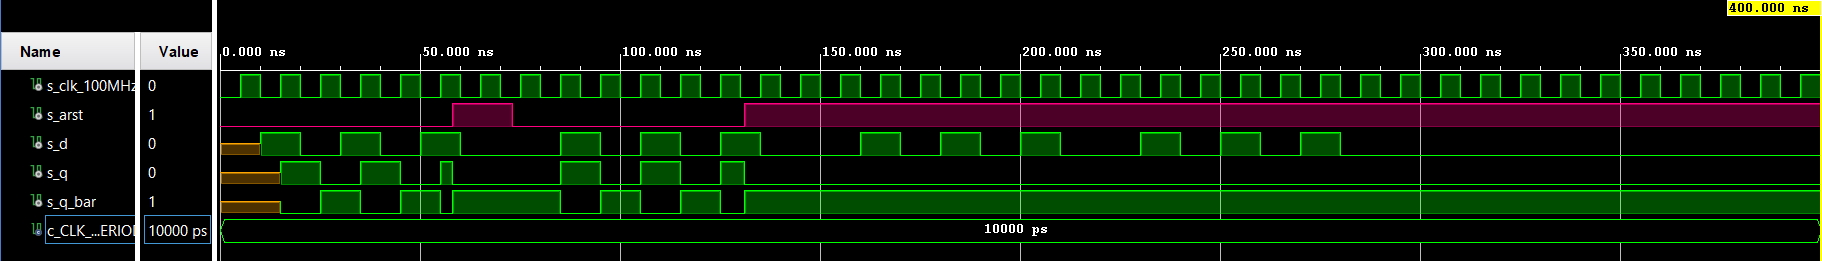 400.000 ns
Name Value 0.000 ns 50.000 ns 100.000 ns 150.000 ns 200.000 ns 250.000 ns 300.000 ns 350.000 ns
s_clk_100MHz 0
s_arst 1
s_d 0
s_q 0
s_q_bar 1
c_CLK_...ERIOD 10000 ps 10000 ps